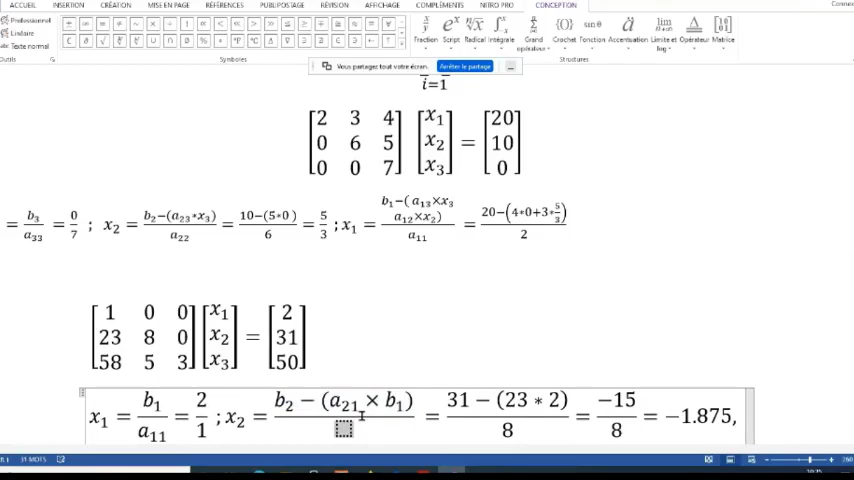 ACCUEIL INSERTION CRÉATION MISE EN PAGE RÉFÉRENCES PUBLIPOSTAGE RÉVISION AFFICHAGE COMPLÉMENTS NITRO PRO CONCEPTION Connex
Professionnel
Linéaire
Texte normal
Fraction Script Radical Intégrale Grand opérateur Crochet Fonction Accentuation Limite et log Opérateur Matrice
Outils Symboles Structures
Vous partagez tout votre écran. Arrêter le partage
i=1
[2 3 4; 0 6 5; 0 0 7] [x₁; x₂; x₃] = [20; 10; 0]
= b₃/a₃₃ = 0/7 ; x₂ = b₂−(a₂₃*x₃)/a₂₂ = 10−(5*0 )/6 = 5/3 ; x₁ = b₁−( a₁₃×x₃ a₁₂×x₂)/a₁₁ = 20−(4*0+3*5/3)/2
[1 0 0; 23 8 0; 58 5 3] [x₁; x₂; x₃] = [2; 31; 50]
x₁ = b₁/a₁₁ = 2/1 ; x₂ = b₂ − (a₂₁ × b₁)/ = 31 − (23 * 2)/8 = −15/8 = −1.875,
31 MOTS 260